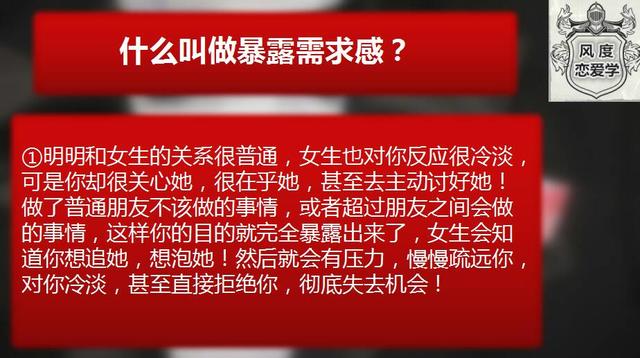 什么叫做暴露需求感？
风度
恋爱学
①明明和女生的关系很普通，女生也对你反应很冷淡，
可是你却很关心她，很在乎她，甚至去主动讨好她！
做了普通朋友不该做的事情，或者超过朋友之间会做
的事情，这样你的目的就完全暴露出来了，女生会知
道你想追她，想泡她！然后就会有压力，慢慢疏远你，
对你冷淡，甚至直接拒绝你，彻底失去机会！